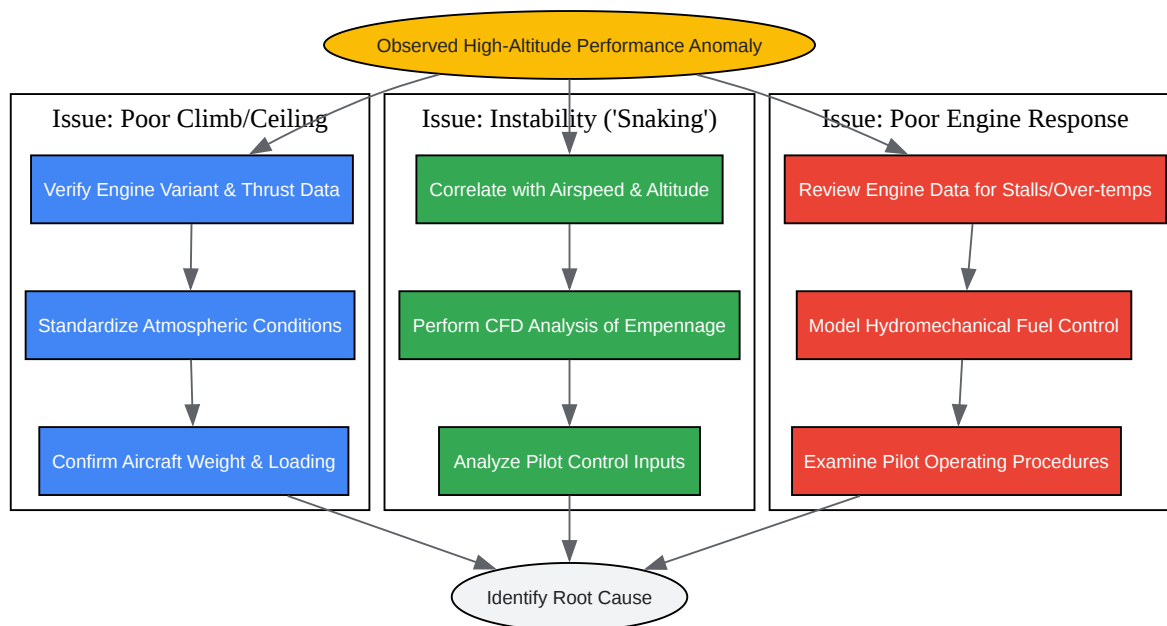 Observed High-Altitude Performance Anomaly
Issue: Poor Climb/Ceiling
Verify Engine Variant & Thrust Data
Standardize Atmospheric Conditions
Confirm Aircraft Weight & Loading
Issue: Instability ('Snaking')
Correlate with Airspeed & Altitude
Perform CFD Analysis of Empennage
Analyze Pilot Control Inputs
Issue: Poor Engine Response
Review Engine Data for Stalls/Over-temps
Model Hydromechanical Fuel Control
Examine Pilot Operating Procedures
Identify Root Cause